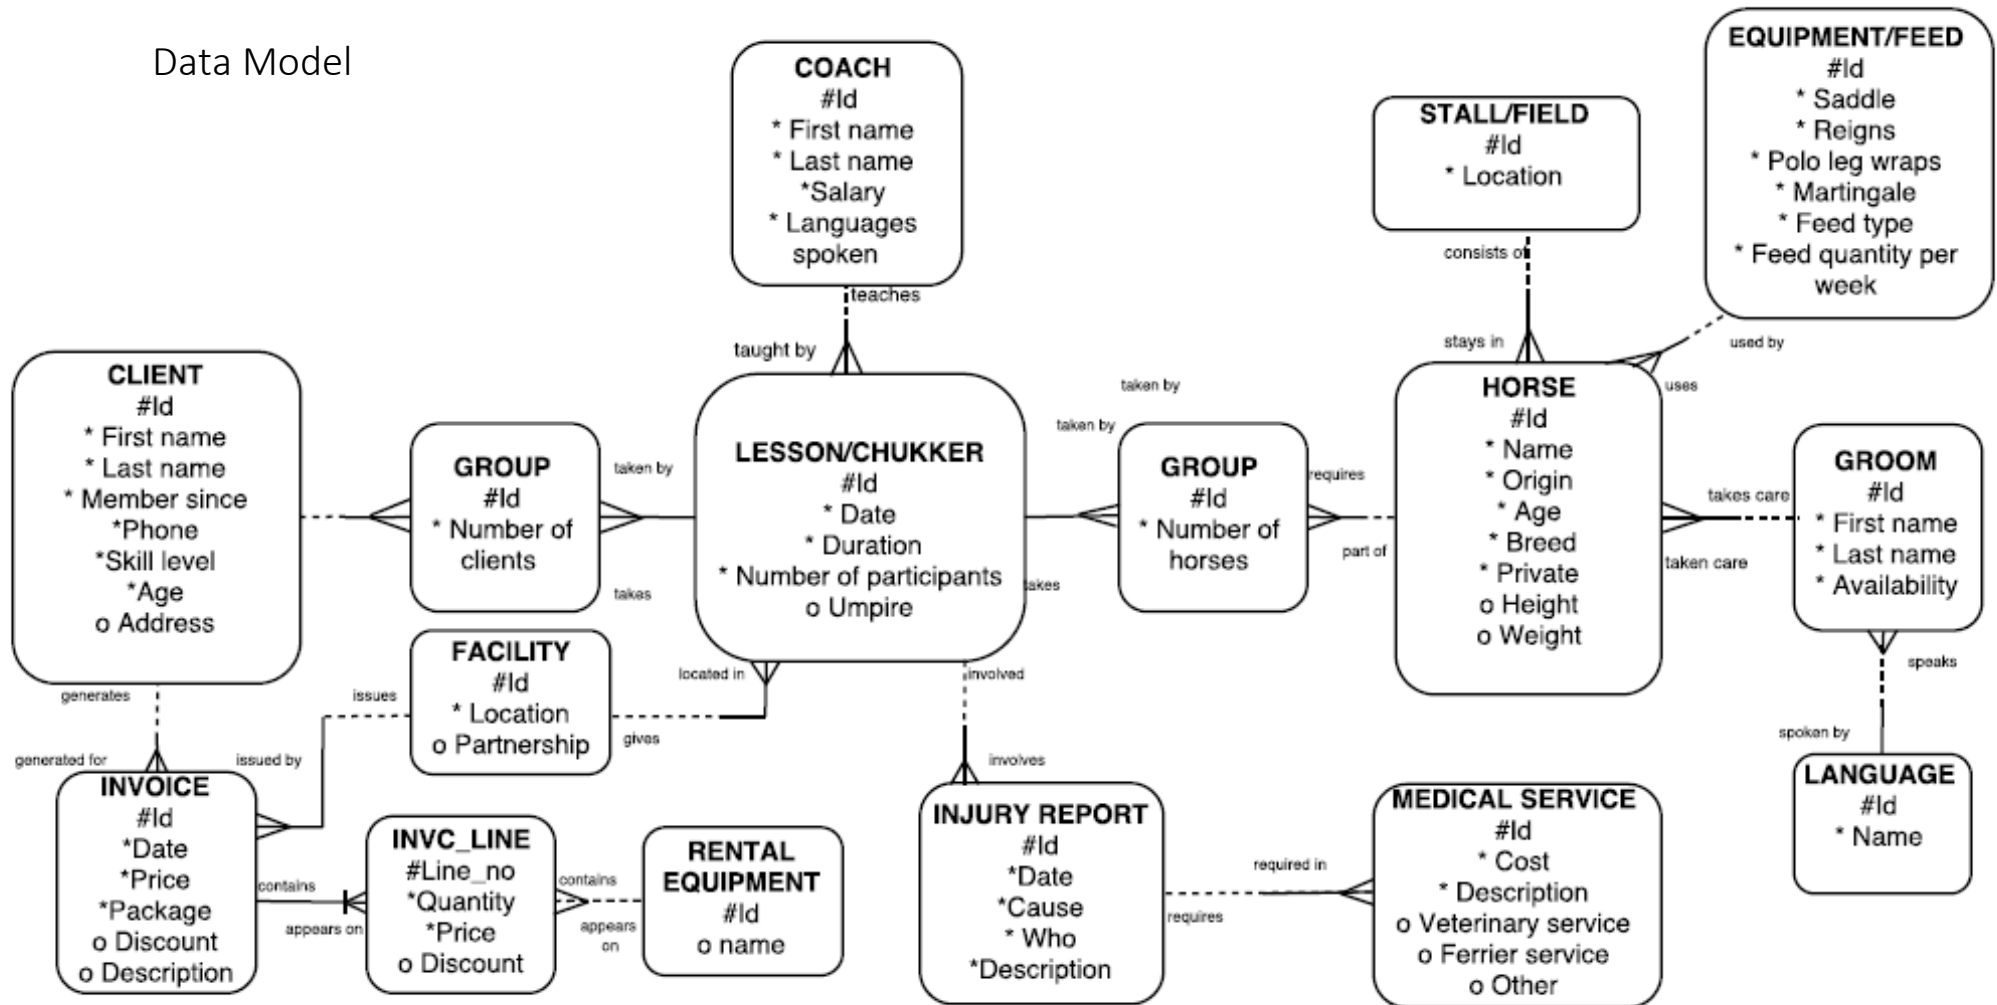 Data Model
COACH
#Id
* First name
* Last name
*Salary
* Languages
spoken
teaches
taught by
STALL/FIELD
#Id
* Location
consists of
stays in
EQUIPMENT/FEED
#Id
* Saddle
* Reigns
* Polo leg wraps
* Martingale
* Feed type
* Feed quantity per
week
used by
uses
CLIENT
#Id
* First name
* Last name
* Member since
*Phone
*Skill level
*Age
o Address
generates
generated for
GROUP
#Id
* Number of
clients
taken by
takes
LESSON/CHUKKER
#Id
* Date
* Duration
* Number of participants
o Umpire
taken by
taken by
takes
GROUP
#Id
* Number of
horses
requires
part of
HORSE
#Id
* Name
* Origin
* Age
* Breed
* Private
o Height
o Weight
takes care
taken care
GROOM
#Id
* First name
* Last name
* Availability
speaks
spoken by
LANGUAGE
#Id
* Name
FACILITY
#Id
* Location
o Partnership
issues
issued by
gives
located in
involved
involves
INVOICE
#Id
*Date
*Price
*Package
o Discount
o Description
contains
appears on
INVC_LINE
#Line_no
*Quantity
*Price
o Discount
contains
appears
on
RENTAL
EQUIPMENT
#Id
o name
INJURY REPORT
#Id
*Date
*Cause
* Who
*Description
required in
requires
MEDICAL SERVICE
#Id
* Cost
* Description
o Veterinary service
o Ferrier service
o Other